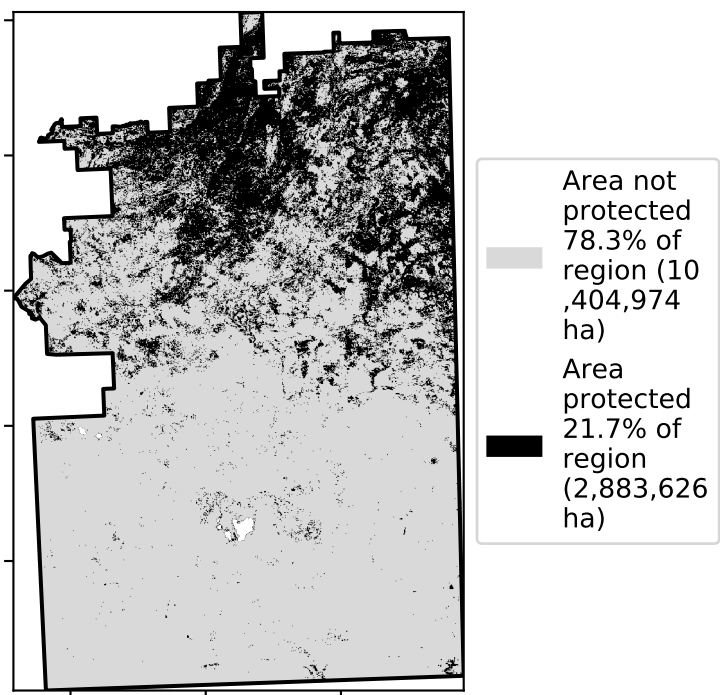 Area not
protected
78.3% of
region (10
,404,974
ha)
Area
protected
21.7% of
region
(2,883,626
ha)